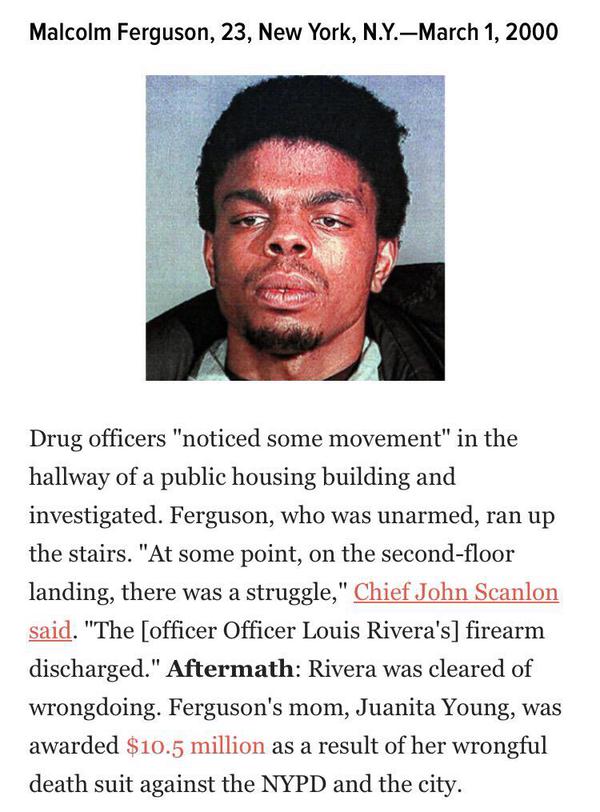 Malcolm Ferguson, 23, New York, N.Y.—March 1, 2000
Drug officers "noticed some movement" in the
hallway of a public housing building and
investigated. Ferguson, who was unarmed, ran up
the stairs. "At some point, on the second-floor
landing, there was a struggle," Chief John Scanlon
said. "The [officer Officer Louis Rivera's] firearm
discharged." Aftermath: Rivera was cleared of
wrongdoing. Ferguson's mom, Juanita Young, was
awarded $10.5 million as a result of her wrongful
death suit against the NYPD and the city.